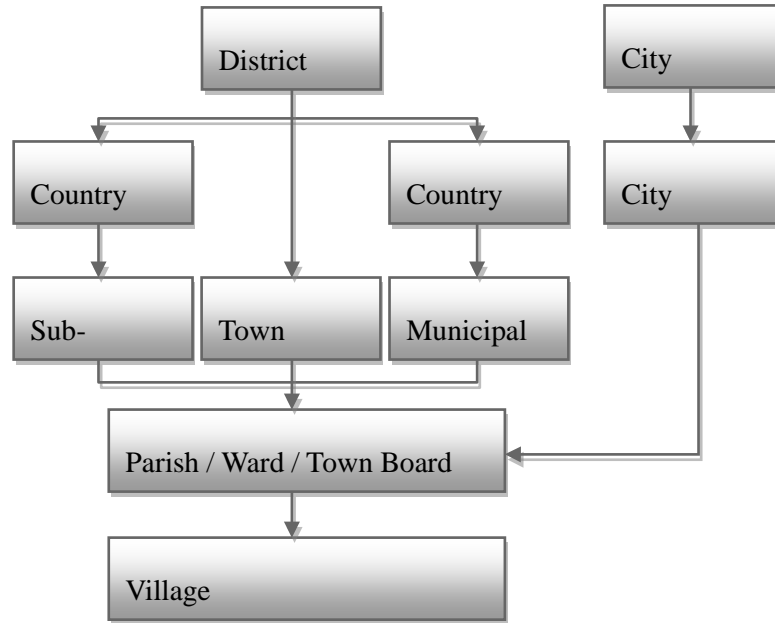 District
City
Country
Country
City
Sub-
Town
Municipal
Parish / Ward / Town Board
Village